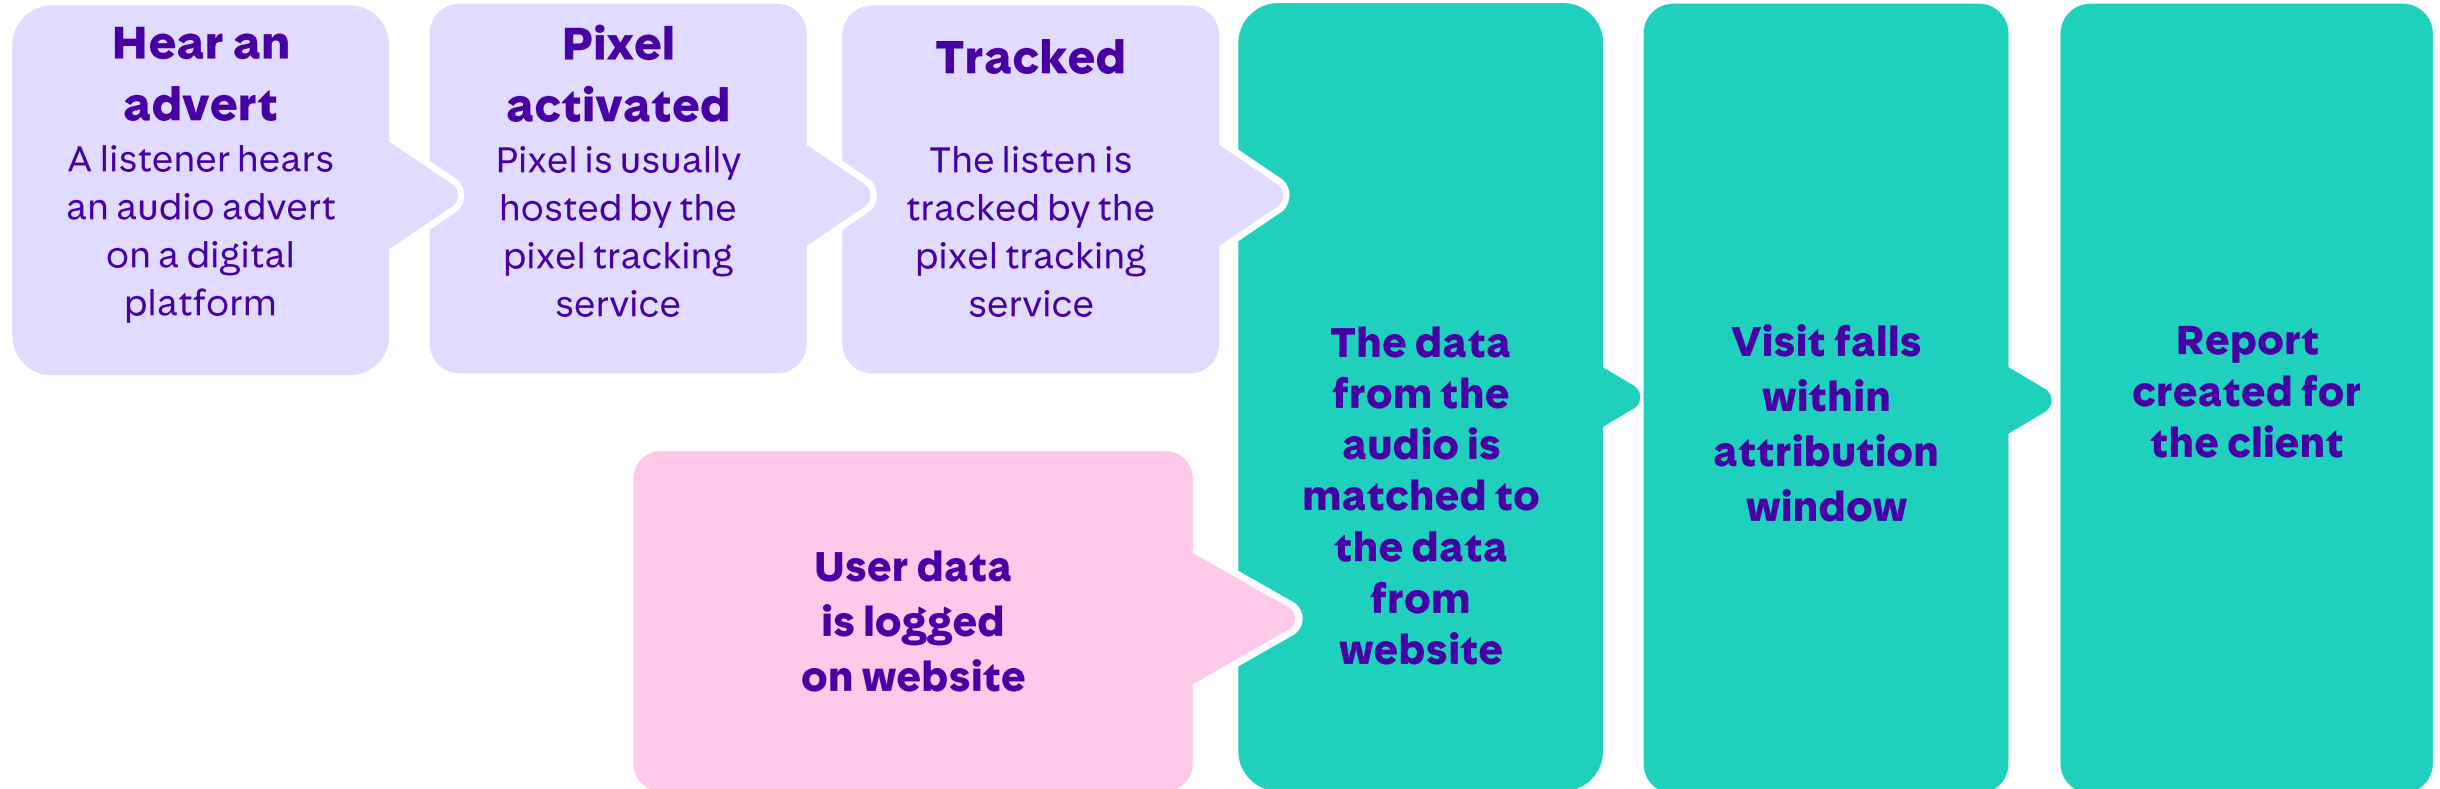 Hear an
advert
A listener hears
an audio advert
on a digital
platform
Pixel
activated
Pixel is usually
hosted by the
pixel tracking
service
Tracked
The listen is
tracked by the
pixel tracking
service
User data
is logged
on website
The data
from the
audio is
matched to
the data
from
website
Visit falls
within
attribution
window
Report
created for
the client